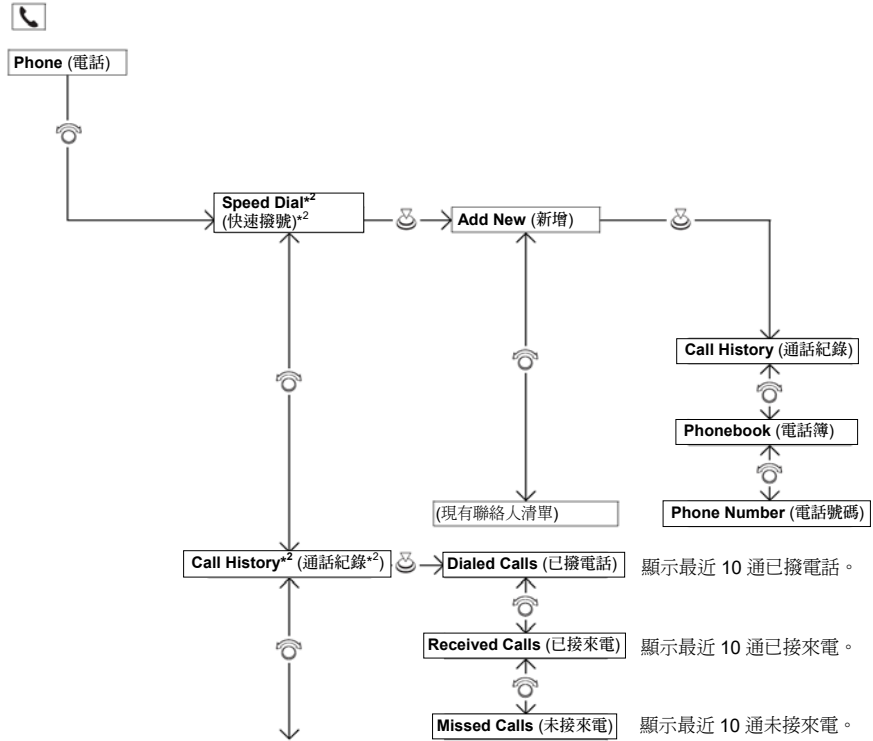 Phone (電話)
Speed Dial*2
(快速撥號)*2
Add New (新增)
Call History (通話紀錄)
Phonebook (電話簿)
Phone Number (電話號碼)
(現有聯絡人清單)
Call History*2 (通話紀錄*2)
Dialed Calls (已撥電話)
顯示最近 10 通已撥電話。
Received Calls (已接來電)
顯示最近 10 通已接來電。
Missed Calls (未接來電)
顯示最近 10 通未接來電。